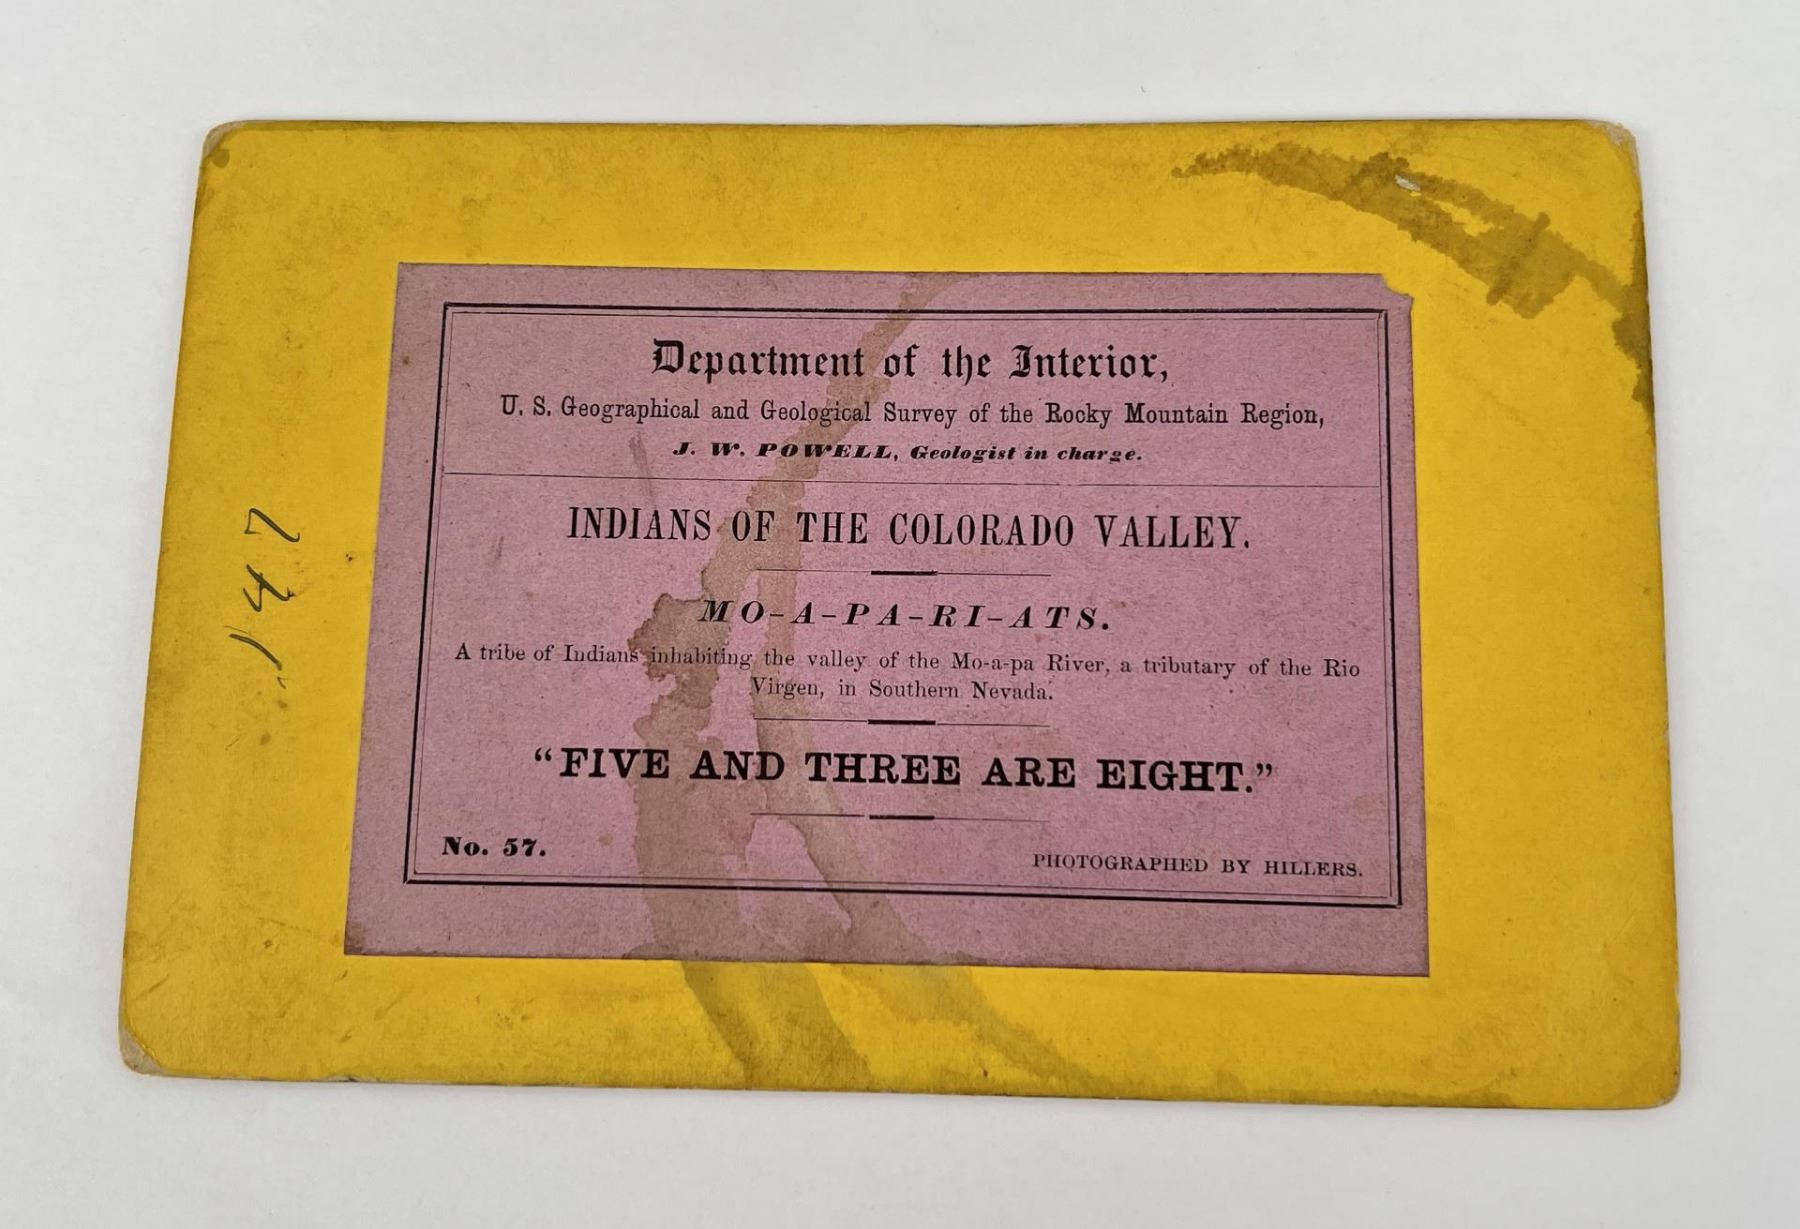 Department of the Interior,
U. S. Geographical and Geological Survey of the Rocky Mountain Region,
J. W. POWELL, Geologist in charge.
INDIANS OF THE COLORADO VALLEY.
MO-A-PA-RI-ATS.
A tribe of Indians inhabiting the valley of the Mo-a-pa River, a tributary of the Rio
Virgen, in Southern Nevada.
"FIVE AND THREE ARE EIGHT."
No. 57.
PHOTOGRAPHED BY HILLERS.
147